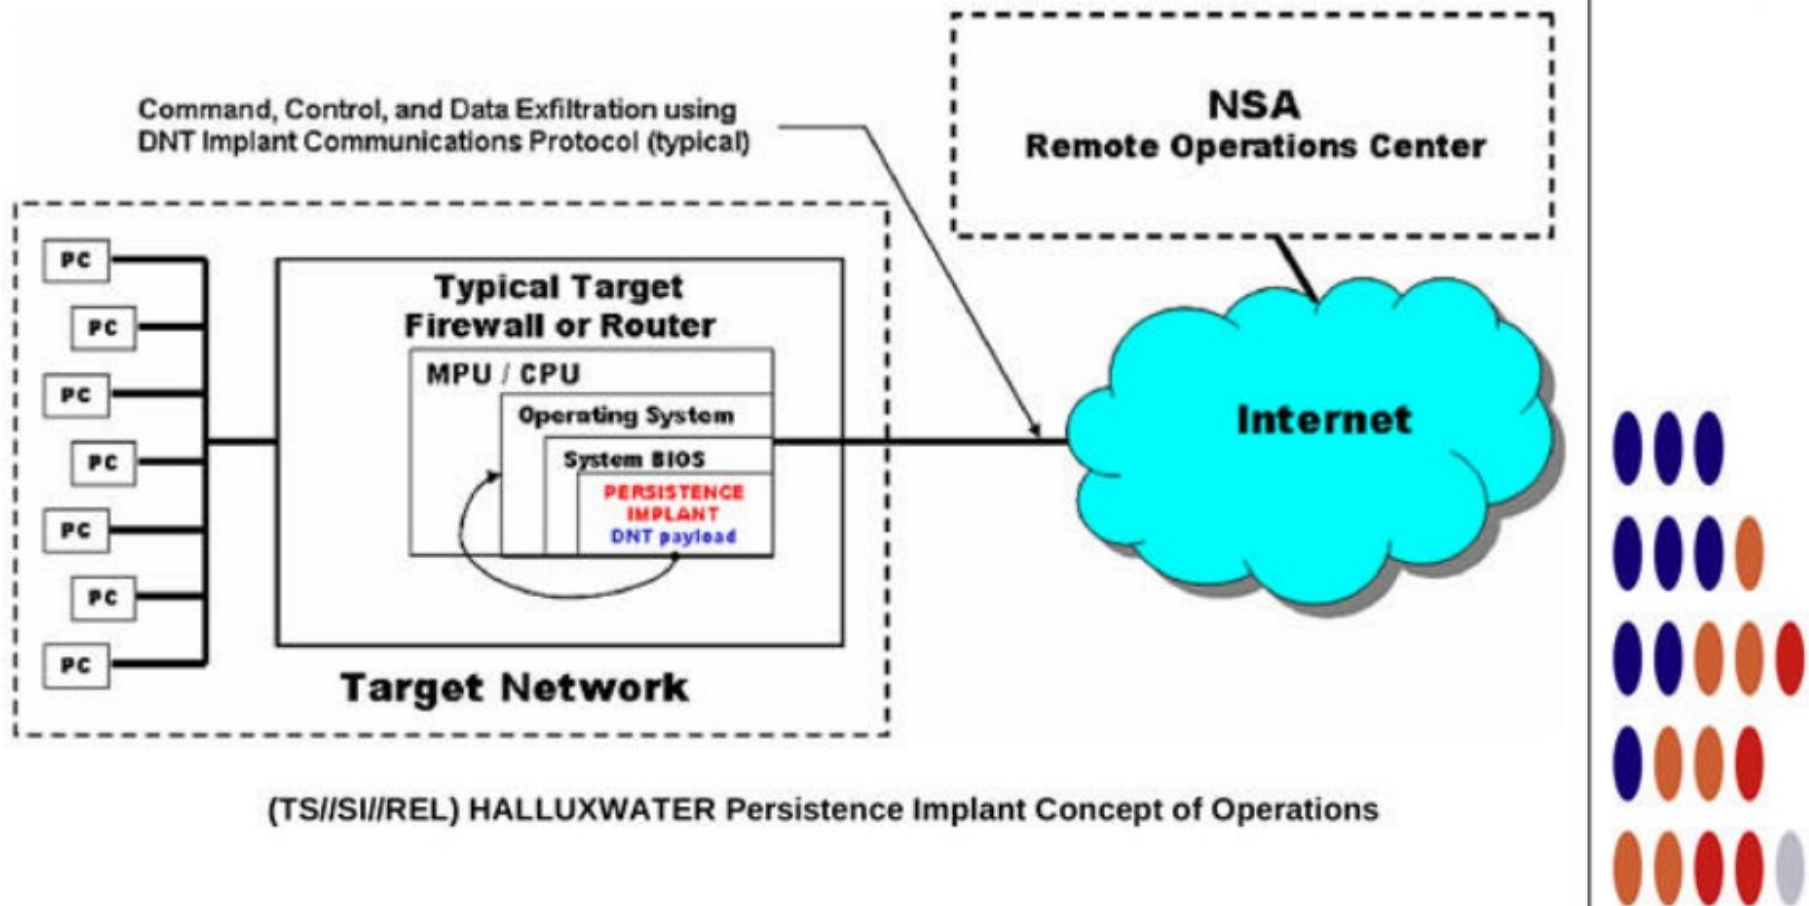 Command, Control, and Data Exfiltration using
DNT Implant Communications Protocol (typical)
NSA
Remote Operations Center
PC
PC
PC
PC
PC
PC
PC
Typical Target
Firewall or Router
MPU / CPU
Operating System
System BIOS
PERSISTENCE
IMPLANT
DNT payload
Internet
Target Network
(TS//SI//REL) HALLUXWATER Persistence Implant Concept of Operations